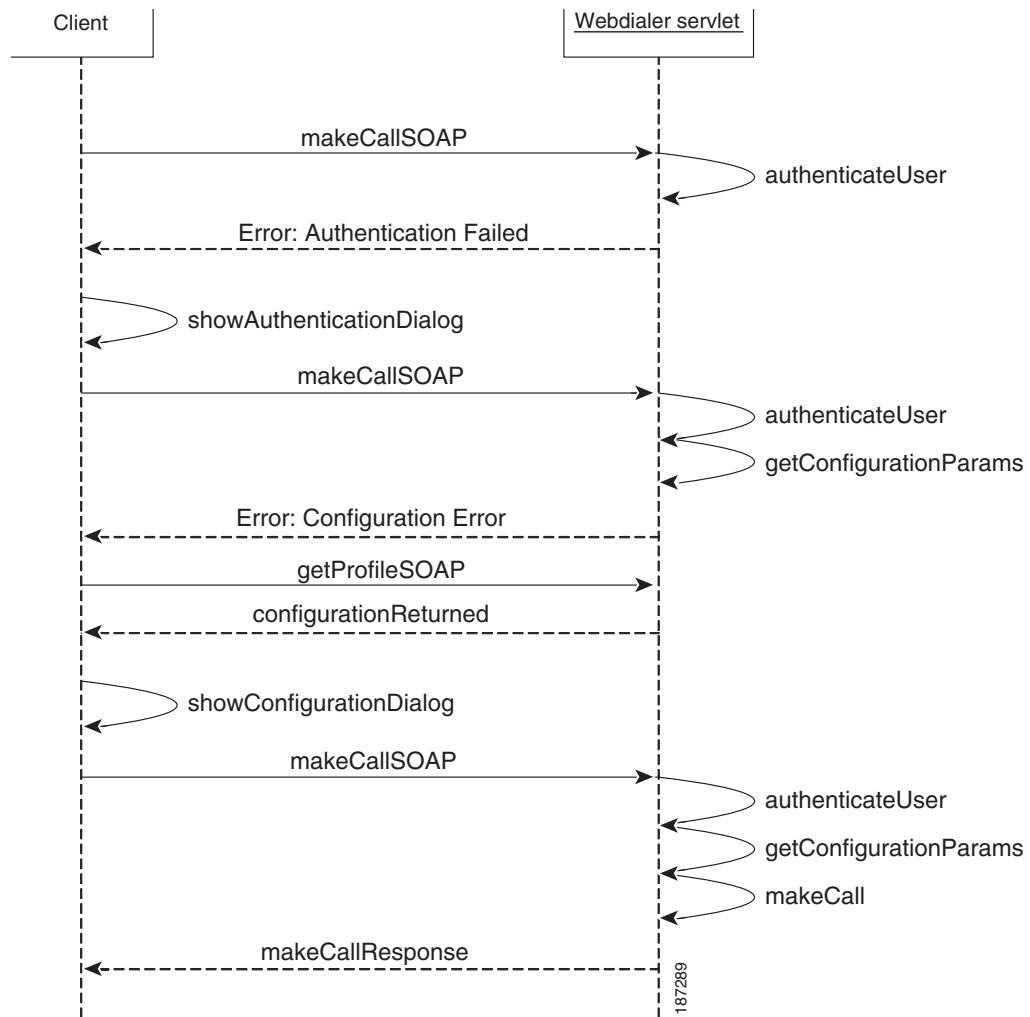 Client
Webdialer servlet
makeCallSOAP
authenticateUser
Error: Authentication Failed
showAuthenticationDialog
makeCallSOAP
authenticateUser
getConfigurationParams
Error: Configuration Error
getProfileSOAP
configurationReturned
showConfigurationDialog
makeCallSOAP
authenticateUser
getConfigurationParams
makeCall
makeCallResponse
187289